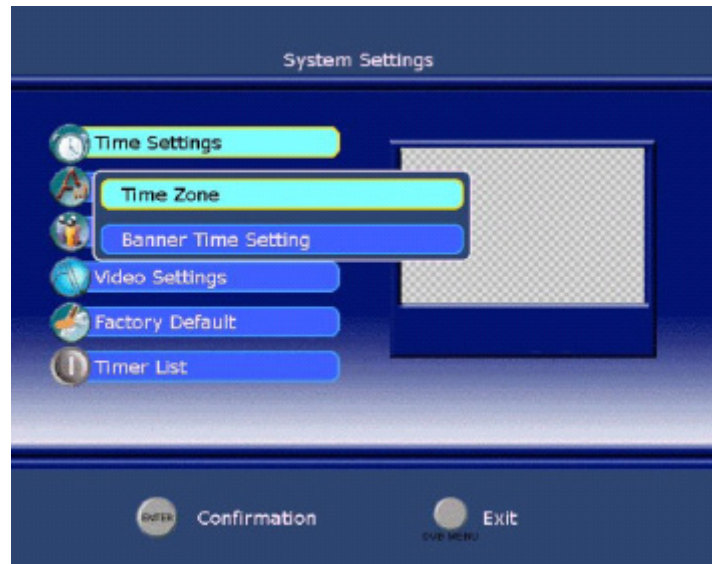 System Settings
Time Settings
Time Zone
Banner Time Setting
Video Settings
Factory Default
Timer List
ENTER Confirmation
Exit
DVB MENU